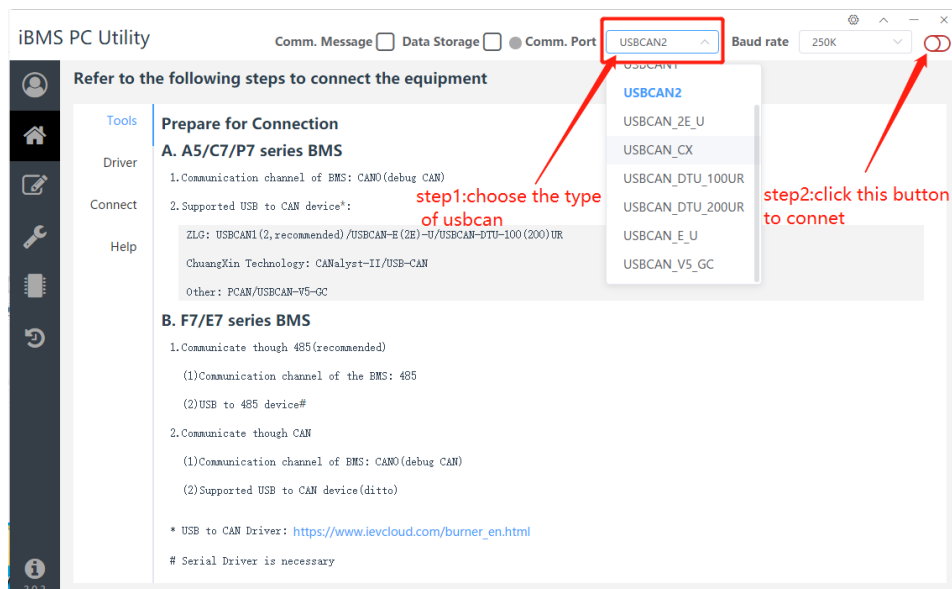 iBMS PC Utility
Comm. Message Data Storage Comm. Port USBCAN2 Baud rate 250K
Refer to the following steps to connect the equipment
USBCAN1
USBCAN2
USBCAN_2E_U
USBCAN_CX
USBCAN_DTU_100UR
USBCAN_DTU_200UR
USBCAN_E_U
USBCAN_V5_GC
step1:choose the type
of usbcan
step2:click this button
to connet
Tools
Driver
Connect
Help
Prepare for Connection
A. A5/C7/P7 series BMS
1.Communication channel of BMS: CAN0(debug CAN)
2.Supported USB to CAN device*:
ZLG: USBCAN1(2,recommended)/USBCAN-E(2E)-U/USBCAN-DTU-100(200)UR
ChuangXin Technology: CANalyst-II/USB-CAN
Other: PCAN/USBCAN-V5-GC
B. F7/E7 series BMS
1.Communicate though 485(recommended)
(1)Communication channel of the BMS: 485
(2)USB to 485 device#
2.Communicate though CAN
(1)Communication channel of BMS: CAN0(debug CAN)
(2)Supported USB to CAN device(ditto)
* USB to CAN Driver: https://www.ievcloud.com/burner_en.html
# Serial Driver is necessary